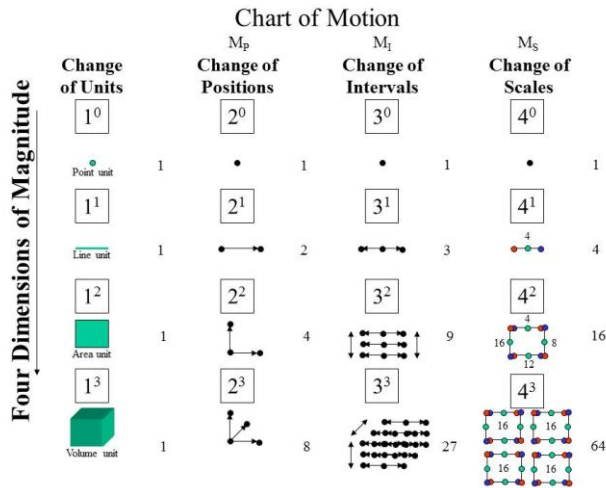 Chart of Motion
M_P M_I M_S
Change of Units Change of Positions Change of Intervals Change of Scales
Four Dimensions of Magnitude
1⁰ 2⁰ 3⁰ 4⁰
Point unit 1 1 1 1
1¹ 2¹ 3¹ 4¹
4
Line unit 1 2 3 4
1² 2² 3² 4²
4
1 4 9 16 8 16
Area unit
12
1³ 2³ 3³ 4³
16 16
1 8 27 64
Volume unit 16 16